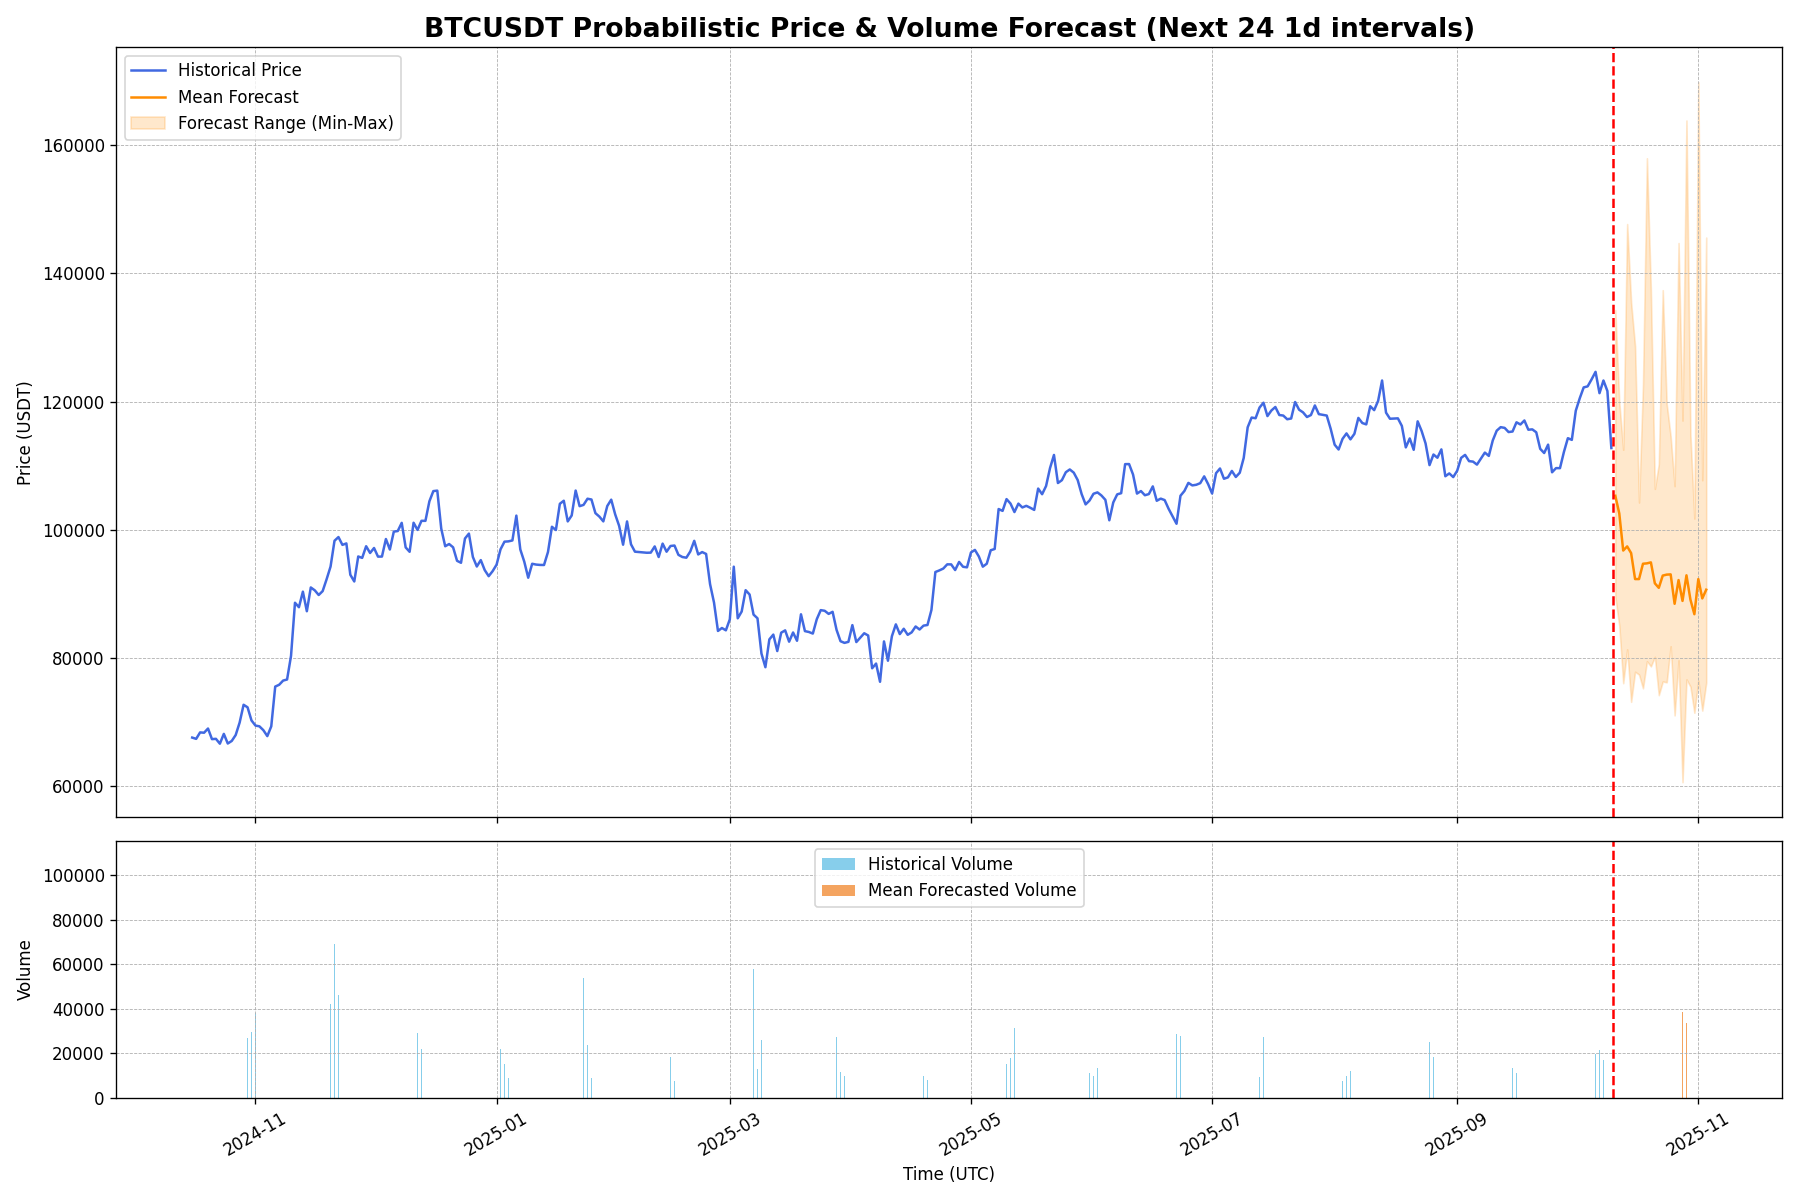 BTCUSDT Probabilistic Price & Volume Forecast (Next 24 1d intervals)
Historical Price
Mean Forecast
Forecast Range (Min-Max)
Price (USDT)
160000
140000
120000
100000
80000
60000
Historical Volume
Mean Forecasted Volume
Volume
100000
80000
60000
40000
20000
0
2024-11
2025-01
2025-03
2025-05
2025-07
2025-09
2025-11
Time (UTC)